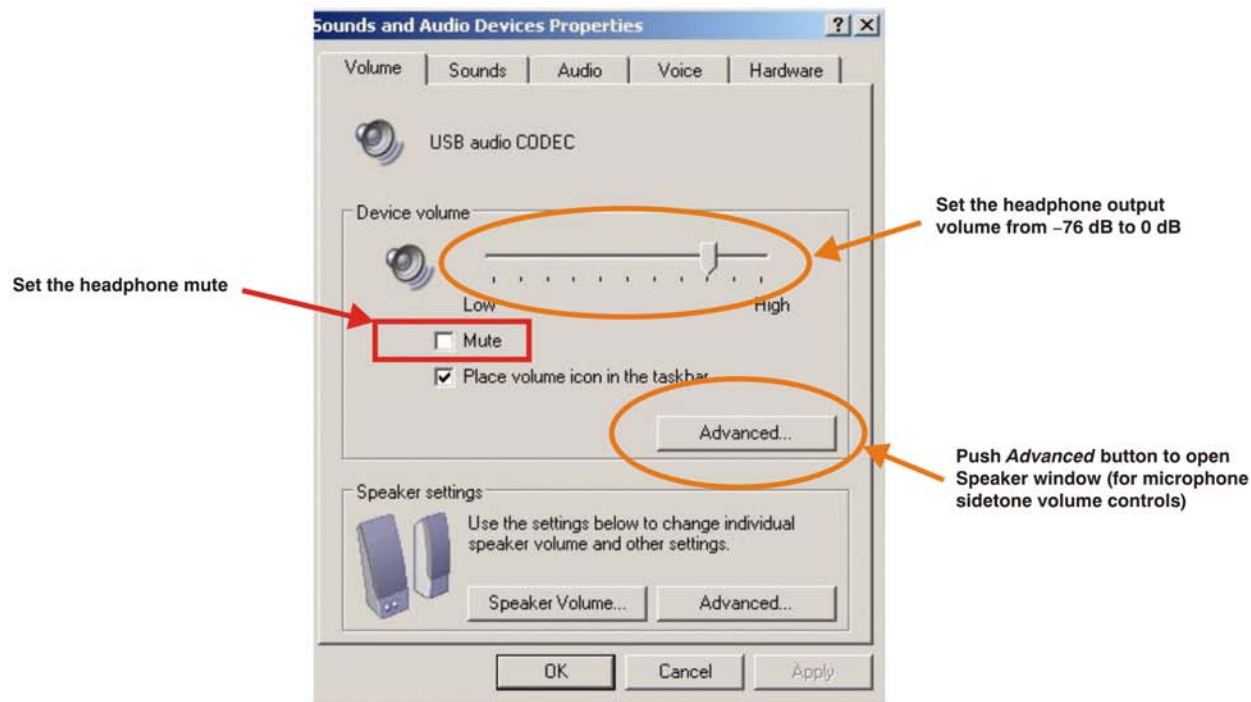 Sounds and Audio Devices Properties
Volume Sounds Audio Voice Hardware
USB audio CODEC
Device volume
Set the headphone output
volume from –76 dB to 0 dB
Set the headphone mute
Low High
Mute
Place volume icon in the taskbar
Advanced...
Push Advanced button to open
Speaker window (for microphone
sidetone volume controls)
Speaker settings
Use the settings below to change individual
speaker volume and other settings.
Speaker Volume... Advanced...
OK Cancel Apply